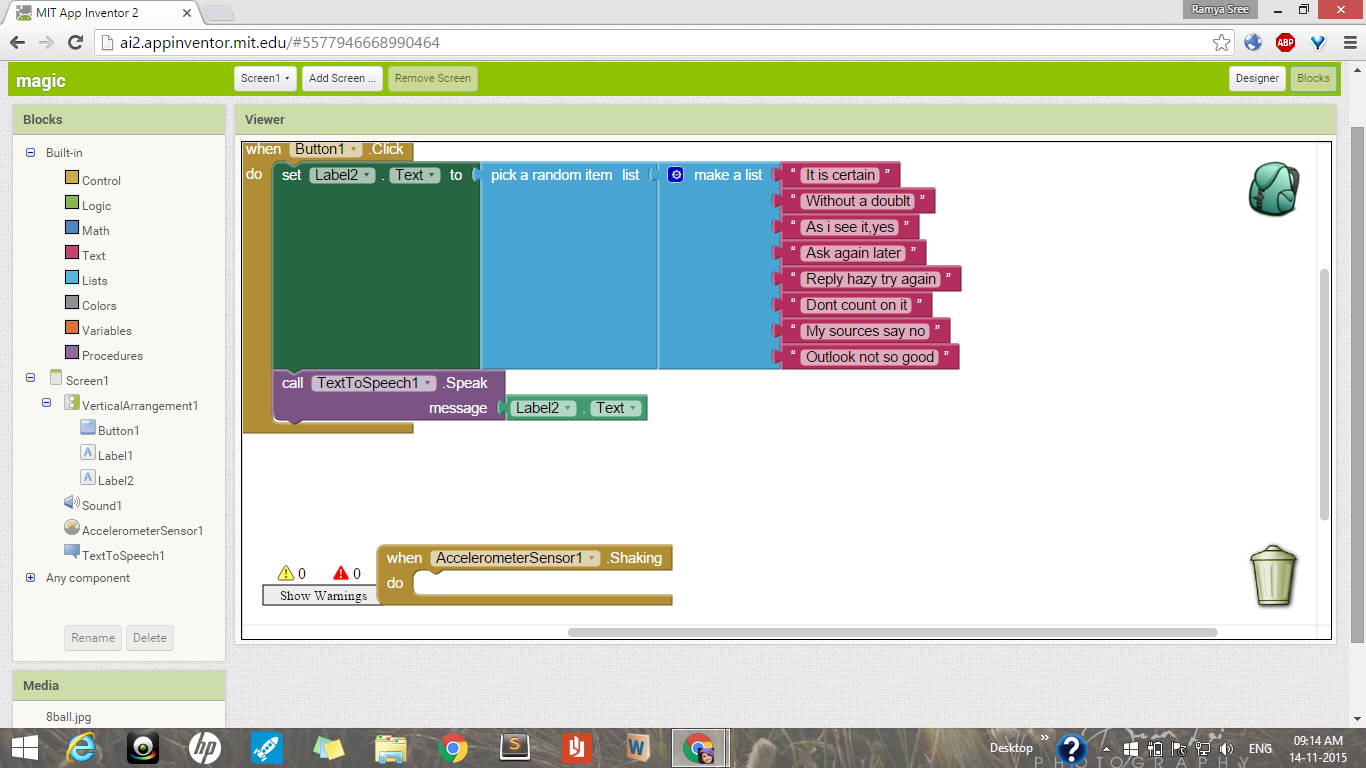 MIT App Inventor 2
Ramya Sree
ai2.appinventor.mit.edu/#5577946668990464
ABP
magic
Screen1
Add Screen ...
Remove Screen
Designer
Blocks
Blocks
Built-in
Control
Logic
Math
Text
Lists
Colors
Variables
Procedures
Screen1
VerticalArrangement1
Button1
Label1
Label2
Sound1
AccelerometerSensor1
TextToSpeech1
Any component
Rename
Delete
Media
8ball.jpg
Viewer
when Button1 .Click
do set Label2 . Text to pick a random item list make a list " It is certain "
" Without a doublt "
" As i see it,yes "
" Ask again later "
" Reply hazy try again "
" Dont count on it "
" My sources say no "
" Outlook not so good "
call TextToSpeech1 .Speak
message Label2 . Text
when AccelerometerSensor1 .Shaking
do
0 0
Show Warnings
Desktop
ENG
09:14 AM
14-11-2015
PHOTOGRAPHY